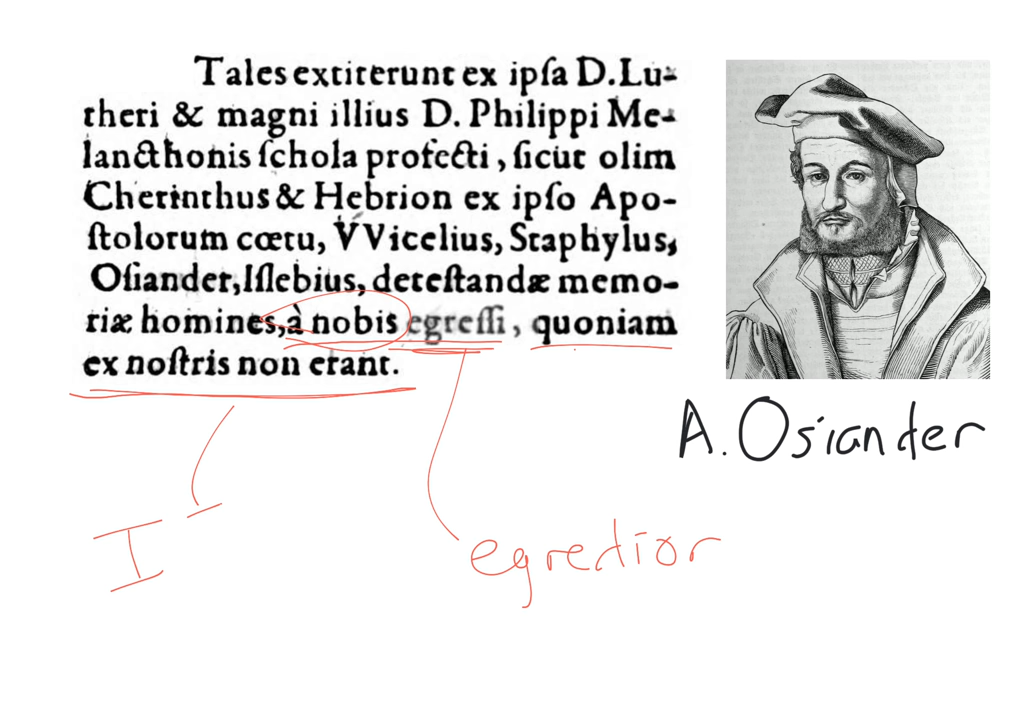 Tales extiterunt ex ipſa D. Lu-
theri & magni illius D. Philippi Me-
lancthonis ſchola profecti, ſicut olim
Cherinthus & Hebrion ex ipſo Apo-
ſtolorum cœtu, VVicelius, Staphylus,
Oſiander, Iſlebius, deteſtandæ memo-
riæ homines, à nobis egreſſi, quoniam
ex noſtris non erant.
A. Osiander
I
egredior